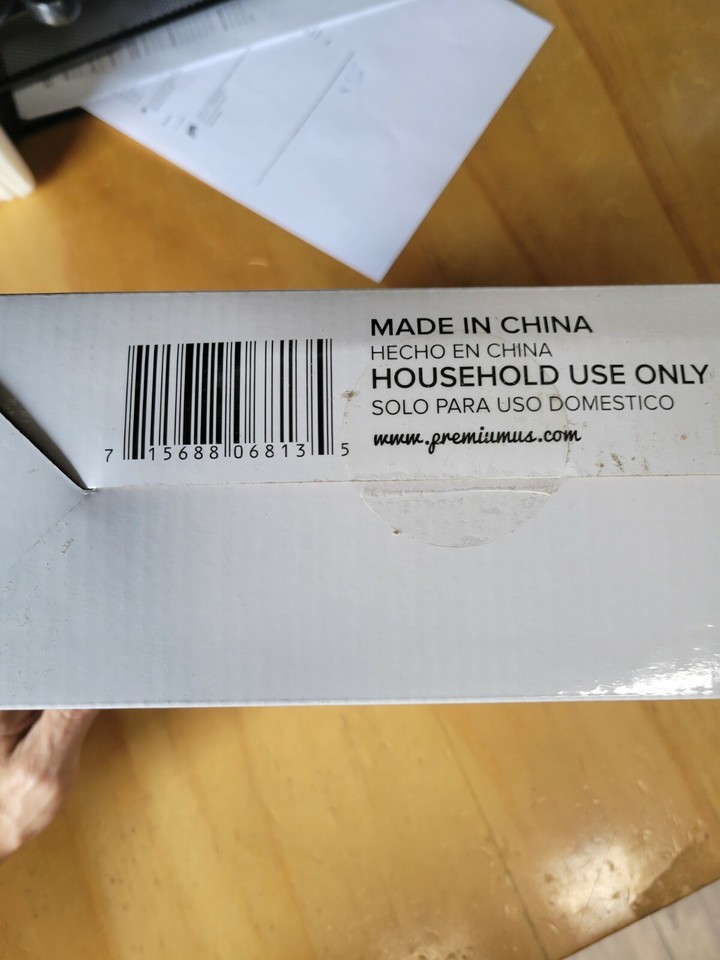 MADE IN CHINA
HECHO EN CHINA
HOUSEHOLD USE ONLY
SOLO PARA USO DOMESTICO
www.premiumus.com
7 15688 06813 5